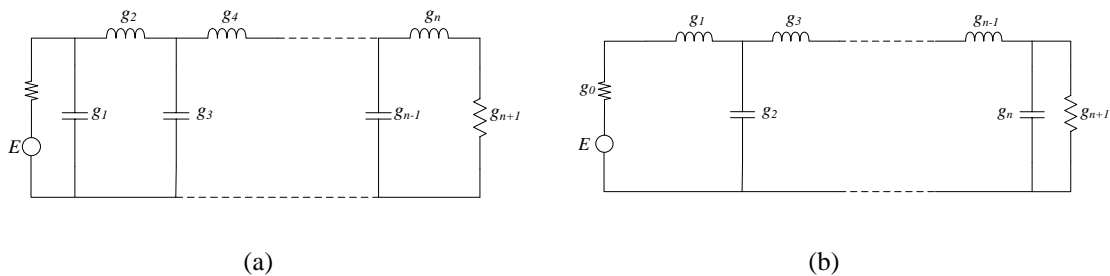 g2 g4 gn
g1 g3 gn-1 gn+1
E
(a)
g1 g3 gn-1
g0 g2 gn gn+1
E
(b)